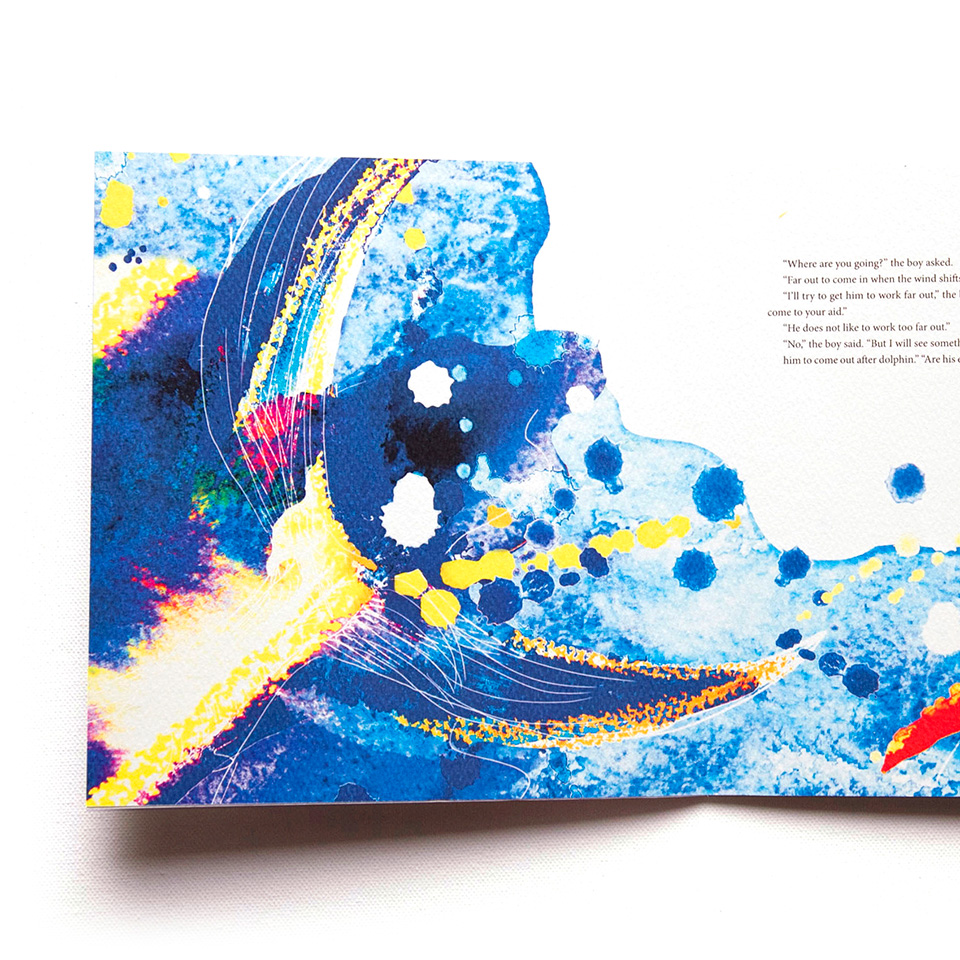 “Where are you going?” the boy asked.
“Far out to come in when the wind shifts
“I’ll try to get him to work far out,” the
come to your aid.”
“He does not like to work too far out.”
“No,” the boy said. “But I will see
him to come out after dolphin.” “Are his